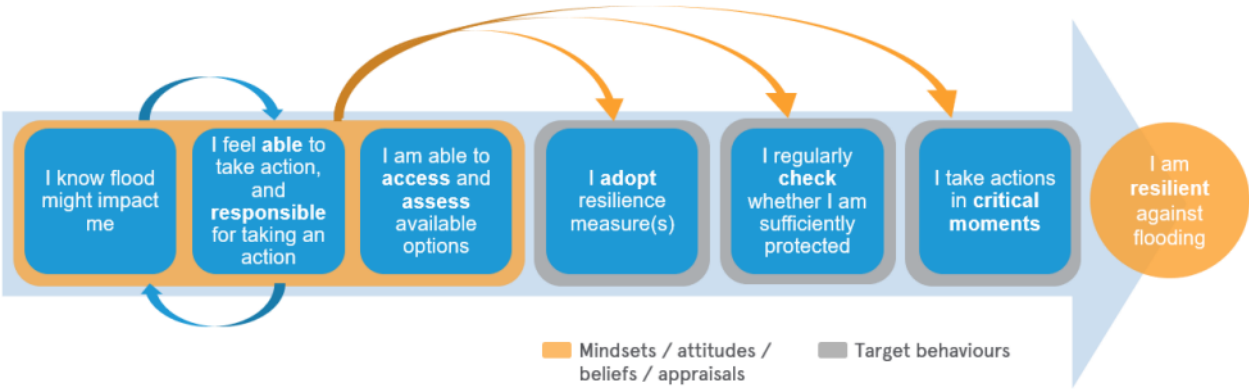 I know flood
might impact
me
I feel able to
take action,
and
responsible
for taking an
action
I am able to
access and
assess
available
options
I adopt
resilience
measure(s)
I regularly
check
whether I am
sufficiently
protected
I take actions
in critical
moments
I am
resilient
against
flooding
Mindsets / attitudes /
beliefs / appraisals
Target behaviours